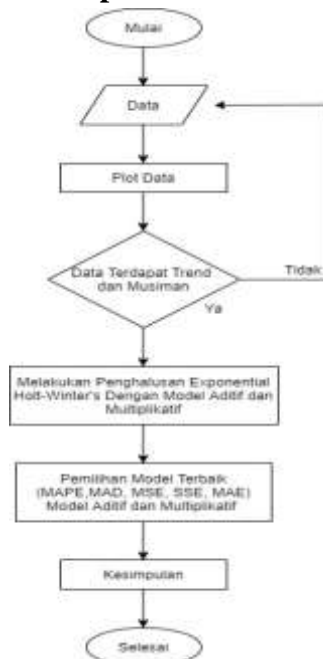 Mulai
Data
Plot Data
Data Terdapat Trend
dan Musiman
Tidak
Ya
Melakukan Penghalusan Exponential
Holt-Winter's Dengan Model Aditif dan
Multiplikatif
Pemilihan Model Terbaik
(MAPE,MAD, MSE, SSE, MAE)
Model Aditif dan Multiplikatif
Kesimpulan
Selesai